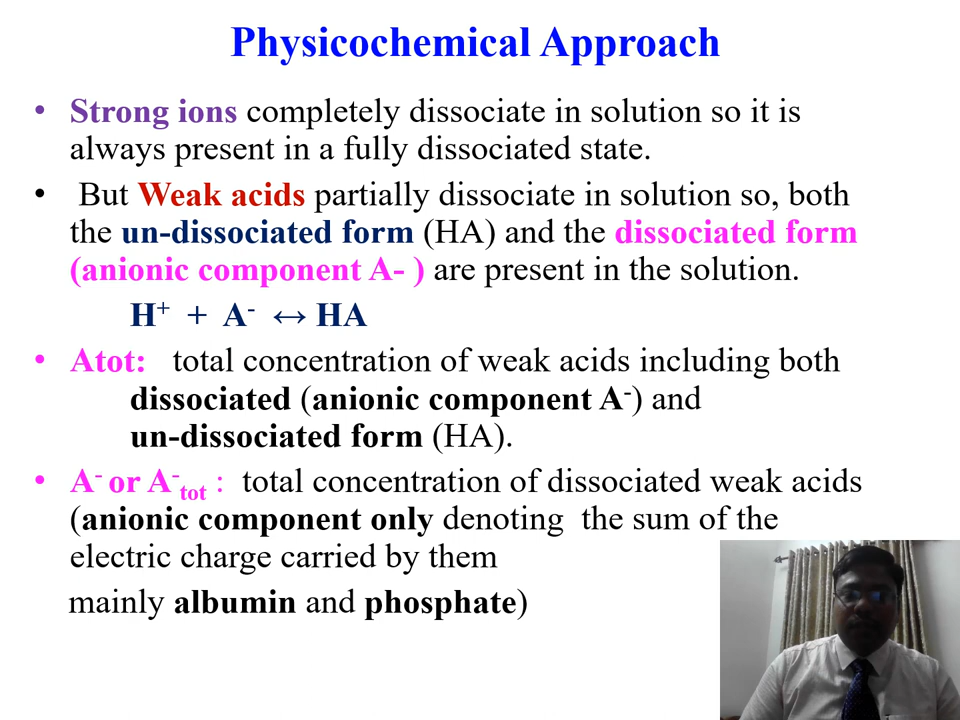 Physicochemical Approach
• Strong ions completely dissociate in solution so it is
always present in a fully dissociated state.
• But Weak acids partially dissociate in solution so, both
the un-dissociated form (HA) and the dissociated form
(anionic component A- ) are present in the solution.
H⁺ + A⁻ ↔ HA
• Atot: total concentration of weak acids including both
dissociated (anionic component A⁻) and
un-dissociated form (HA).
• A⁻ or A⁻tot : total concentration of dissociated weak acids
(anionic component only denoting the sum of the
electric charge carried by them
mainly albumin and phosphate)